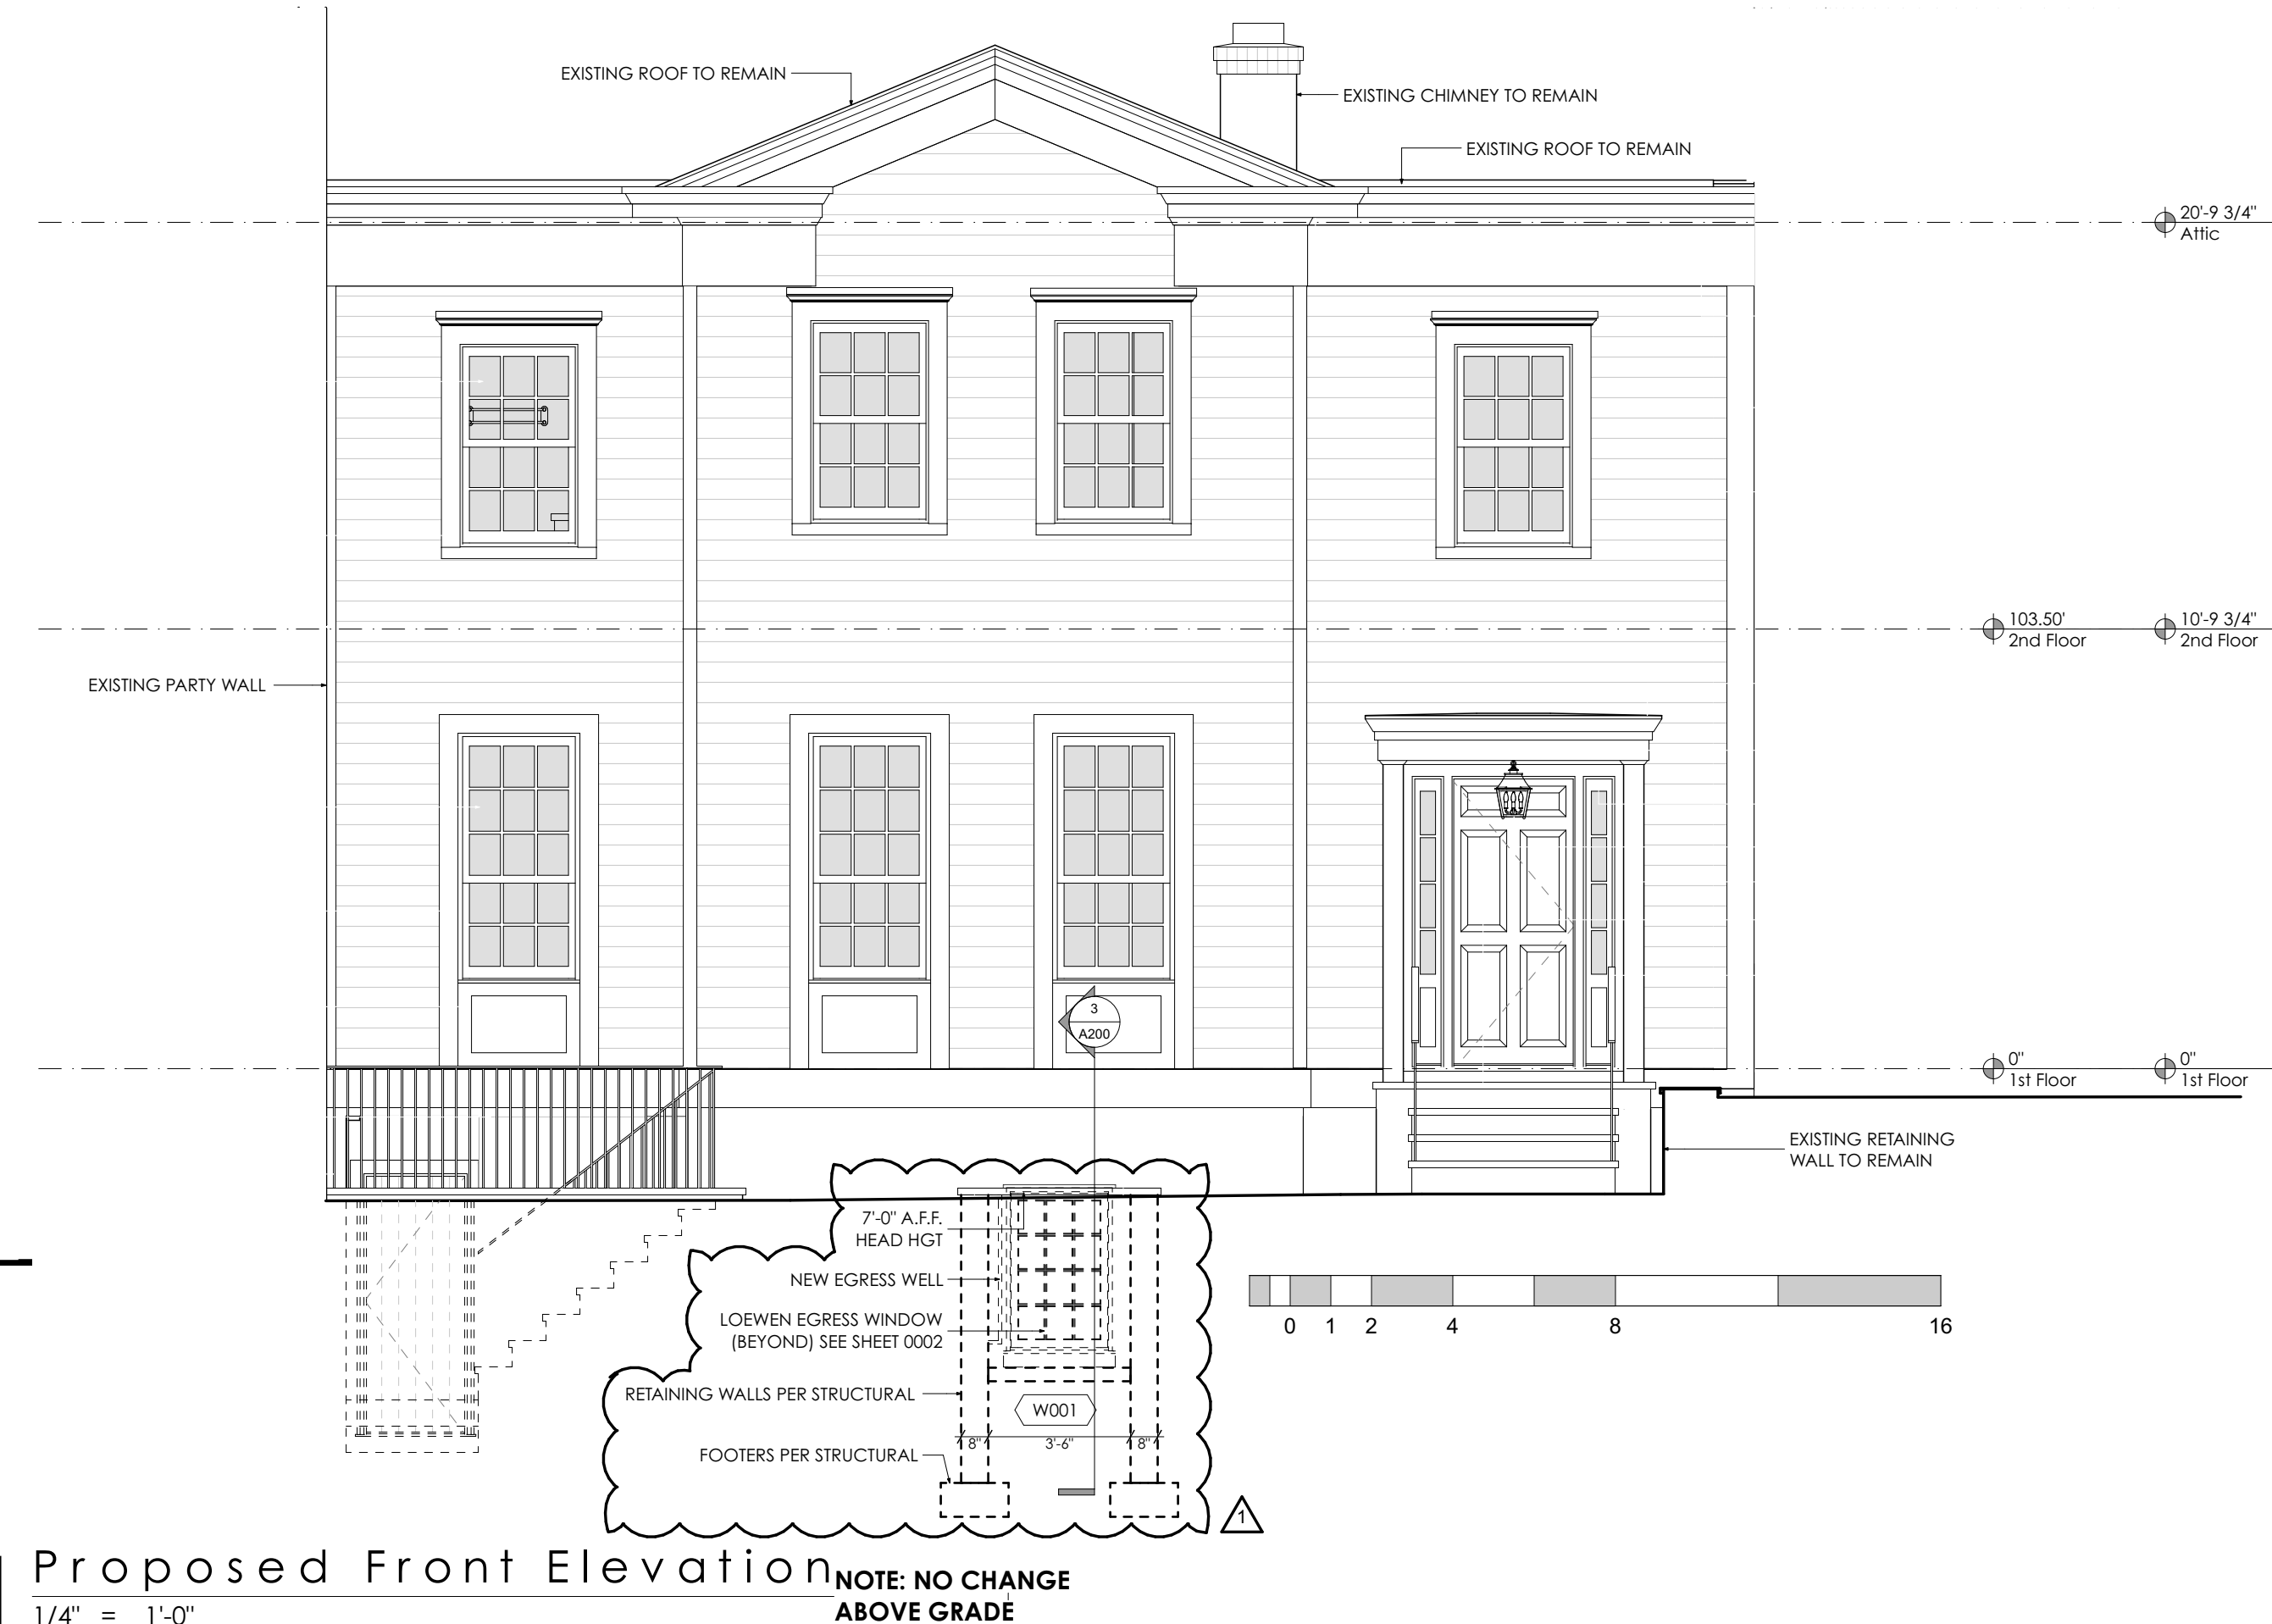 EXISTING ROOF TO REMAIN
EXISTING CHIMNEY TO REMAIN
EXISTING ROOF TO REMAIN
20'-9 3/4"
Attic
103.50'
2nd Floor
10'-9 3/4"
2nd Floor
EXISTING PARTY WALL
3
A200
0"
1st Floor
0"
1st Floor
EXISTING RETAINING
WALL TO REMAIN
7'-0" A.F.F.
HEAD HGT
NEW EGRESS WELL
LOEWEN EGRESS WINDOW
(BEYOND) SEE SHEET 0002
0 1 2 4 8 16
RETAINING WALLS PER STRUCTURAL
W001
8" 3'-6" 8"
FOOTERS PER STRUCTURAL
1
Proposed Front Elevation
NOTE: NO CHANGE
ABOVE GRADE
1/4" = 1'-0"